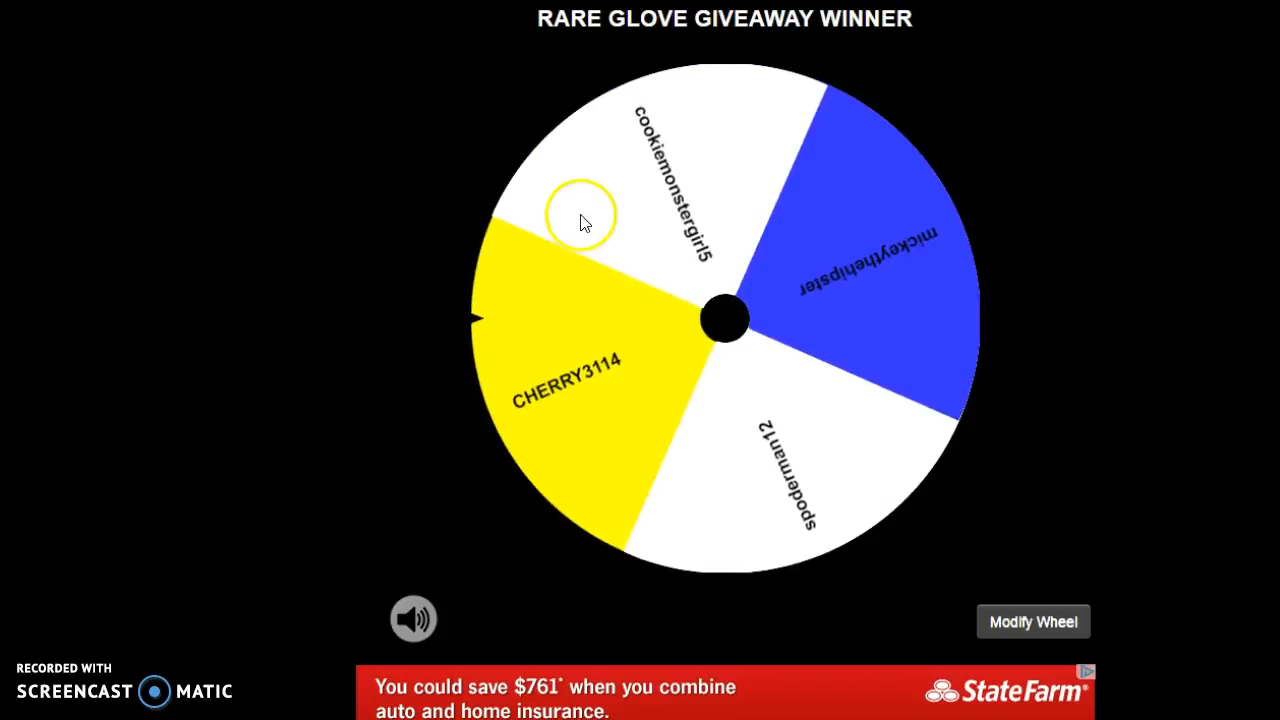 RARE GLOVE GIVEAWAY WINNER
cookiemonstergirl5
mickeythehipster
CHERRY3114
spoderman12
Modify Wheel
RECORDED WITH
SCREENCAST MATIC
You could save $761* when you combine
auto and home insurance.
StateFarm®